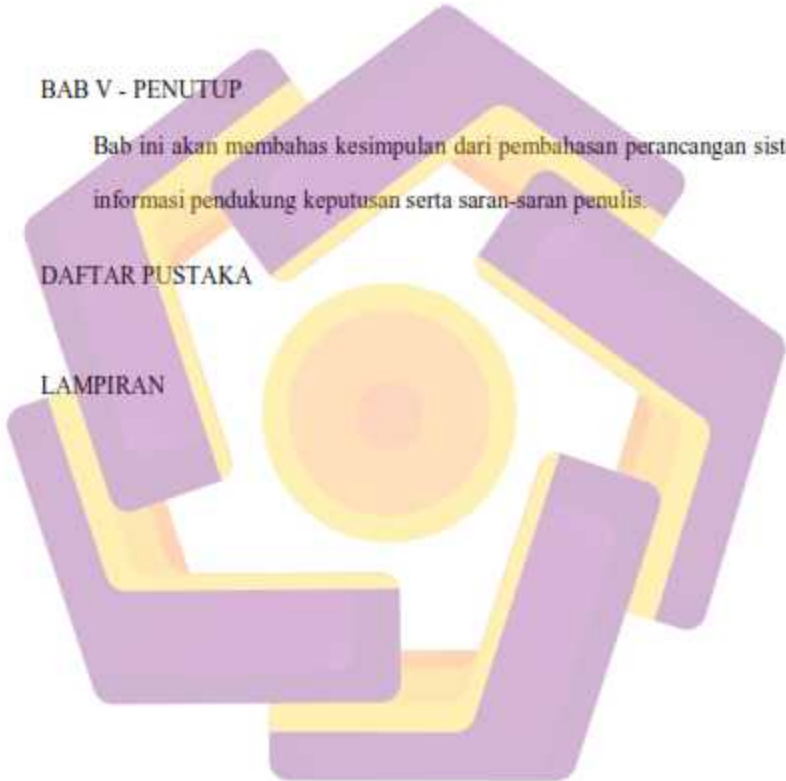 BAB V - PENUTUP
Bab ini akan membahas kesimpulan dari pembahasan perancangan sist
informasi pendukung keputusan serta saran-saran penulis.
DAFTAR PUSTAKA
LAMPIRAN